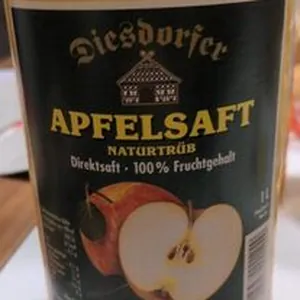 Diesdorfer
APFELSAFT
NATURTRÜB
Direktsaft · 100% Fruchtgehalt
1 L